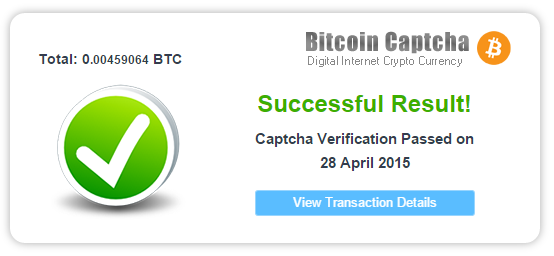 Bitcoin Captcha
Digital Internet Crypto Currency
Total: 0.00459064 BTC
Successful Result!
Captcha Verification Passed on
28 April 2015
View Transaction Details